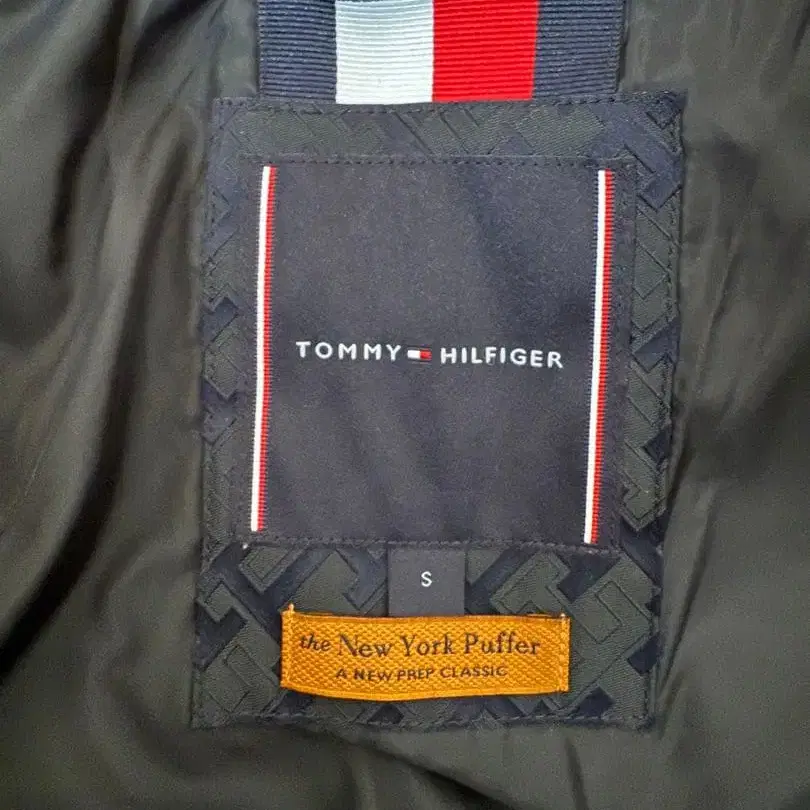 TOMMY HILFIGER
S
the New York Puffer
A NEW PREP CLASSIC